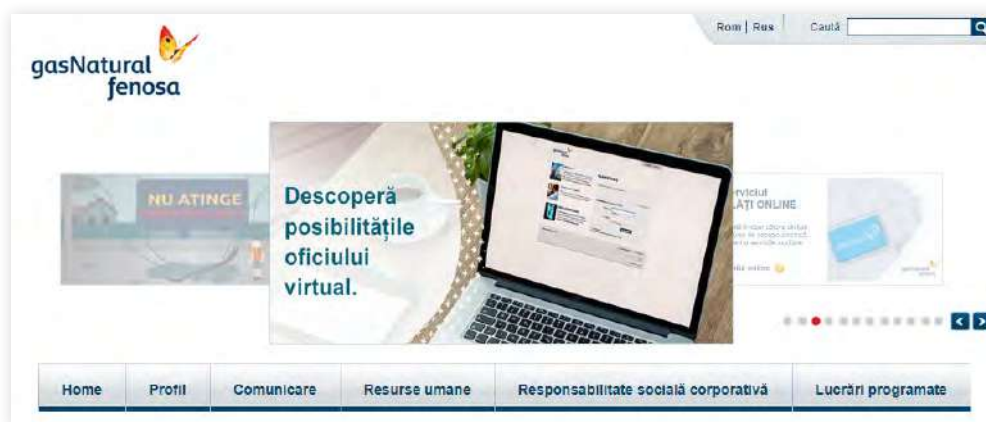 Rom | Rus
Caută
gasNatural
fenosa
NU ATINGE
Descoperă
posibilitățile
oficiului
virtual.
ONLINE
Home
Profil
Comunicare
Resurse umane
Responsabilitate socială corporativă
Lucrări programate